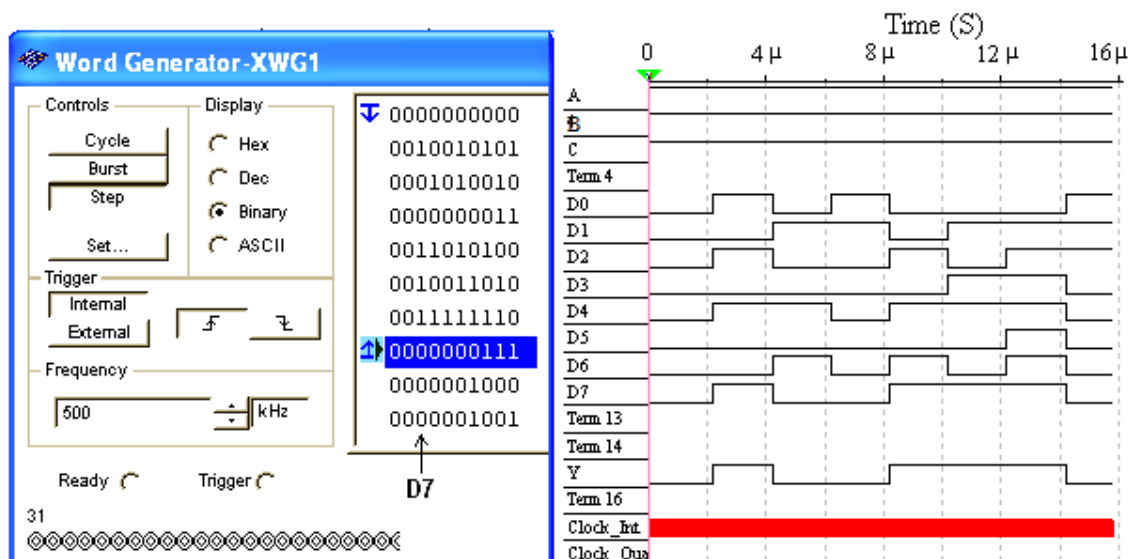 Word Generator-XWG1
Controls
Cycle
Burst
Step
Set...
Display
Hex
Dec
Binary
ASCII
Trigger
Internal
External
Frequency
500
kHz
Ready
Trigger
31
0000000000
0010010101
0001010010
0000000011
0011010100
0010011010
0011111110
0000000111
0000001000
0000001001
D7
Time (S)
0 4 µ 8 µ 12 µ 16 µ
A
B
C
Term 4
D0
D1
D2
D3
D4
D5
D6
D7
Term 13
Term 14
Y
Term 16
Clock_Int
Clock_Qua